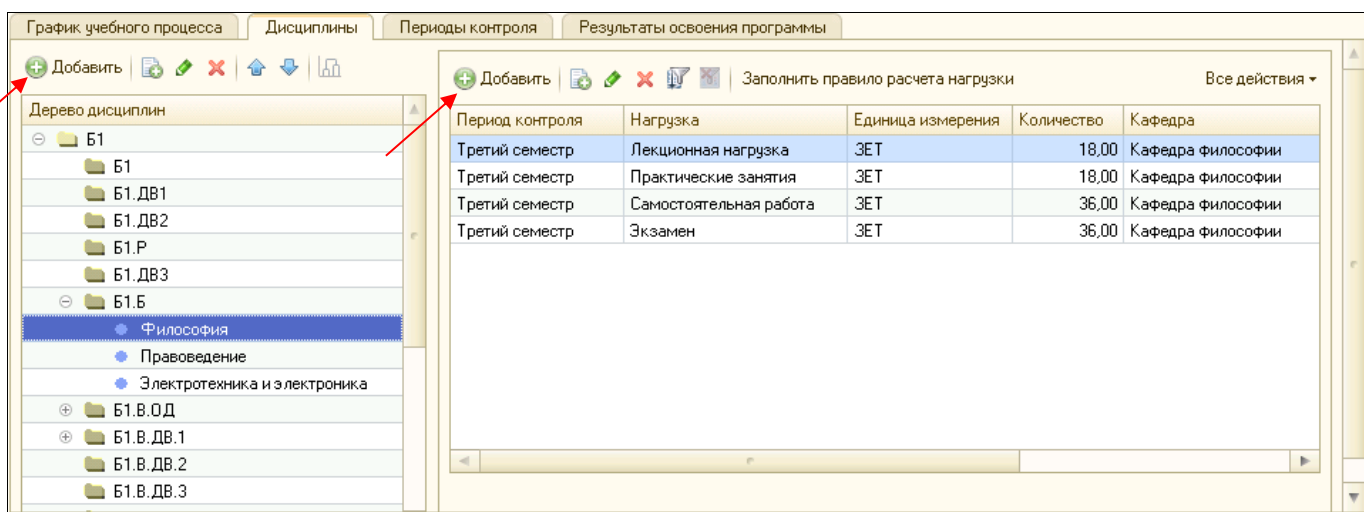 График учебного процесса Дисциплины Периоды контроля Результаты освоения программы
Добавить
Дерево дисциплин
Б1
Б1
Б1.ДВ1
Б1.ДВ2
Б1.Р
Б1.ДВ3
Б1.Б
Философия
Правоведение
Электротехника и электроника
Б1.В.ОД
Б1.В.ДВ.1
Б1.В.ДВ.2
Б1.В.ДВ.3
Добавить Заполнить правило расчета нагрузки Все действия
Период контроля Нагрузка Единица измерения Количество Кафедра
Третий семестр Лекционная нагрузка ЗЕТ 18,00 Кафедра философии
Третий семестр Практические занятия ЗЕТ 18,00 Кафедра философии
Третий семестр Самостоятельная работа ЗЕТ 36,00 Кафедра философии
Третий семестр Экзамен ЗЕТ 36,00 Кафедра философии